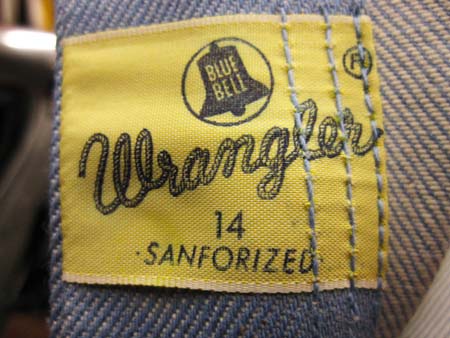 BLUE
BELL
®
Wrangler
14
·SANFORIZED·